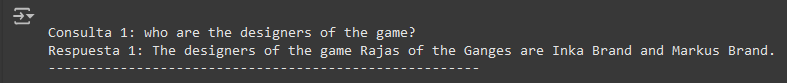 Consulta 1: who are the designers of the game?
Respuesta 1: The designers of the game Rajas of the Ganges are Inka Brand and Markus Brand.
------------------------------------------------------